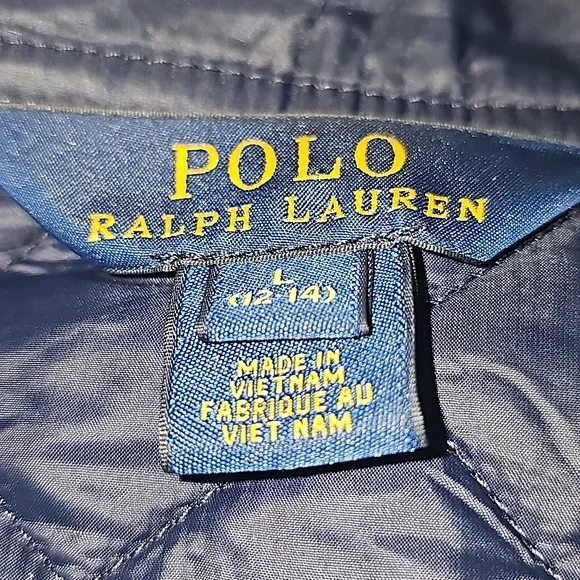 POLO
RALPH LAUREN
L
(12-14)
MADE IN
VIETNAM
FABRIQUE AU
VIET NAM